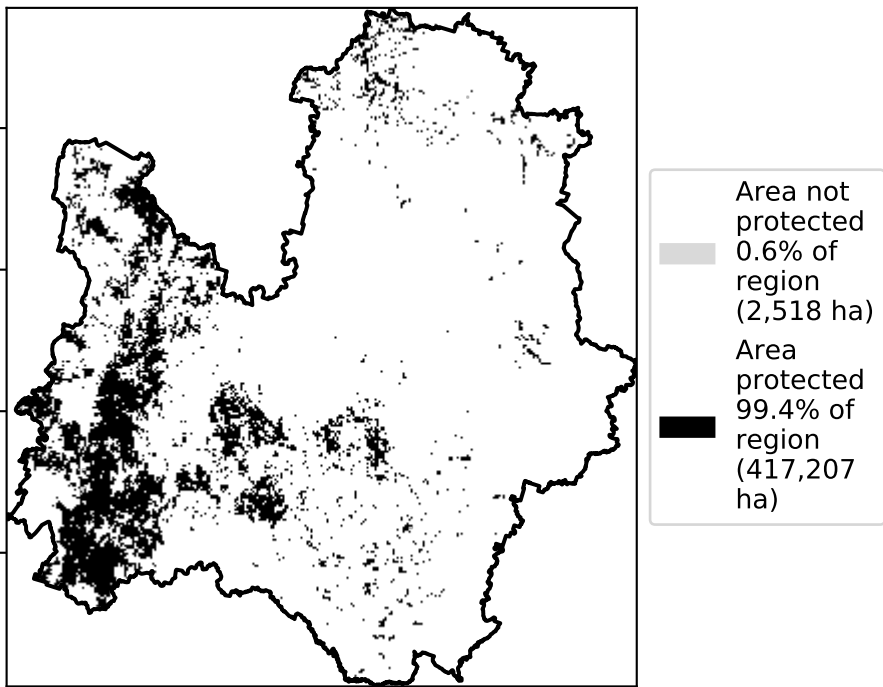 Area not
protected
0.6% of
region
(2,518 ha)
Area
protected
99.4% of
region
(417,207
ha)